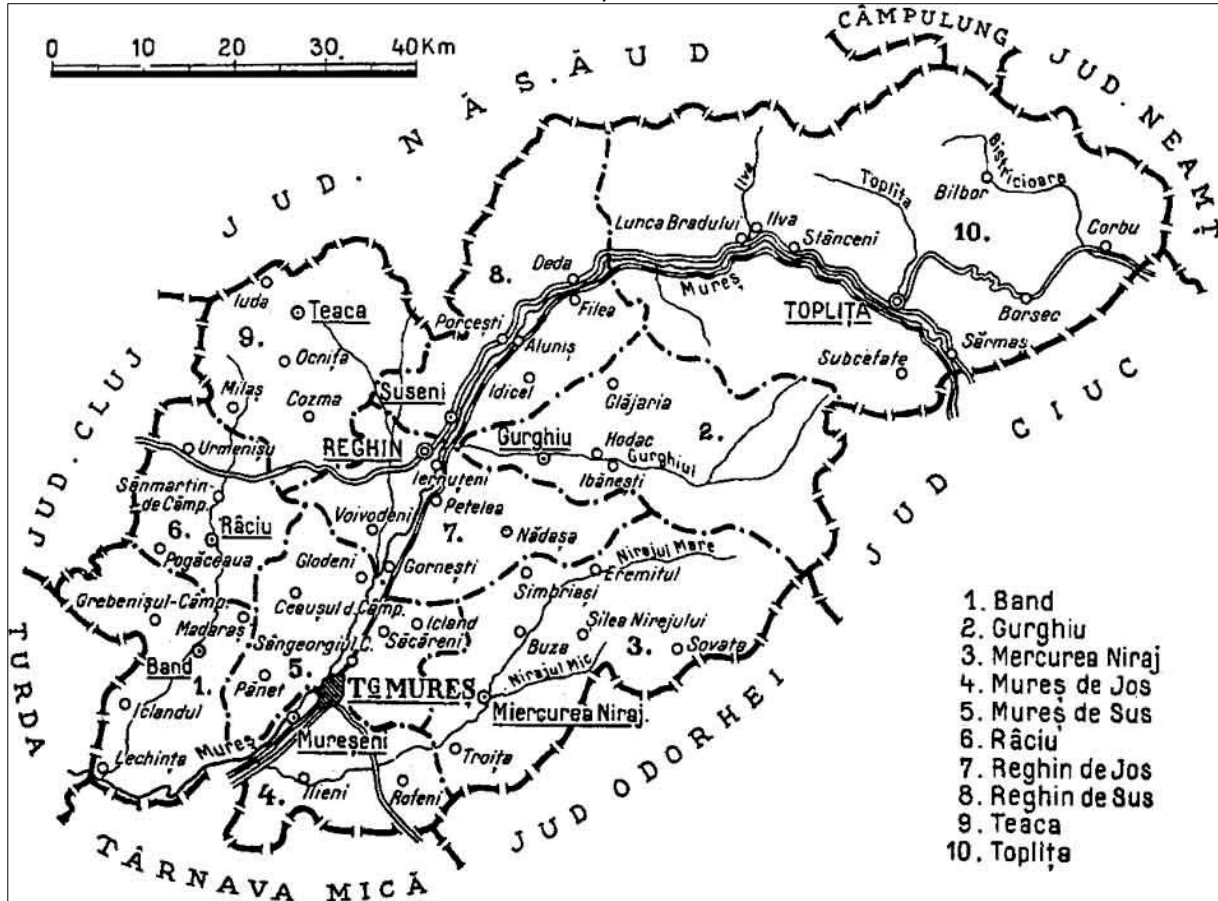 0 10 20 30 40 Km
CÂMPULUNG
JUD. NEAMȚ
JUD. NĂSĂUD
JUD. CLUJ
TURDA
TÂRNAVA MICĂ
JUD ODORHEI
JUD CIUC
Bistricioara
Bilbor
Ilva
Toplița
10.
Corbu
Lunca Bradului
Ilva
Stânceni
8.
Deda
Mureș
Iuda
Teaca
Porcești
Filea
TOPLIȚA
Borsec
9.
Ocnița
Aluniș
Sărmaș
Subcetate
Milaș
Cozma
Suseni
Idicel
Glăjaria
2.
Urmenișu
REGHIN
Gurghiu
Hodac
Gurghiul
Iernuteni
Ibănești
Sânmartin-
de Câmp.
Petelea
Voivodeni
7.
Nădașa
6.
Râciu
Pogăceaua
Glodeni
Gornești
Nirajul Mare
Eremitul
Simbriași
Grebenișul-Câmp.
Ceaușul d. Câmp.
Madaraș
Icland
Săcăreni
Sângeorgiul C.
Buza
Șilea Nirejului
3.
Sovata
Band
1.
5.
Pănet
Nirajul Mic
TG MUREȘ
Miercurea Niraj.
Iclandul
Mureș
Mureșeni
Lechința
Troița
4.
Ilieni
Roteni
1. Band
2. Gurghiu
3. Mercurea Niraj
4. Mureș de Jos
5. Mureș de Sus
6. Râciu
7. Reghin de Jos
8. Reghin de Sus
9. Teaca
10. Toplița